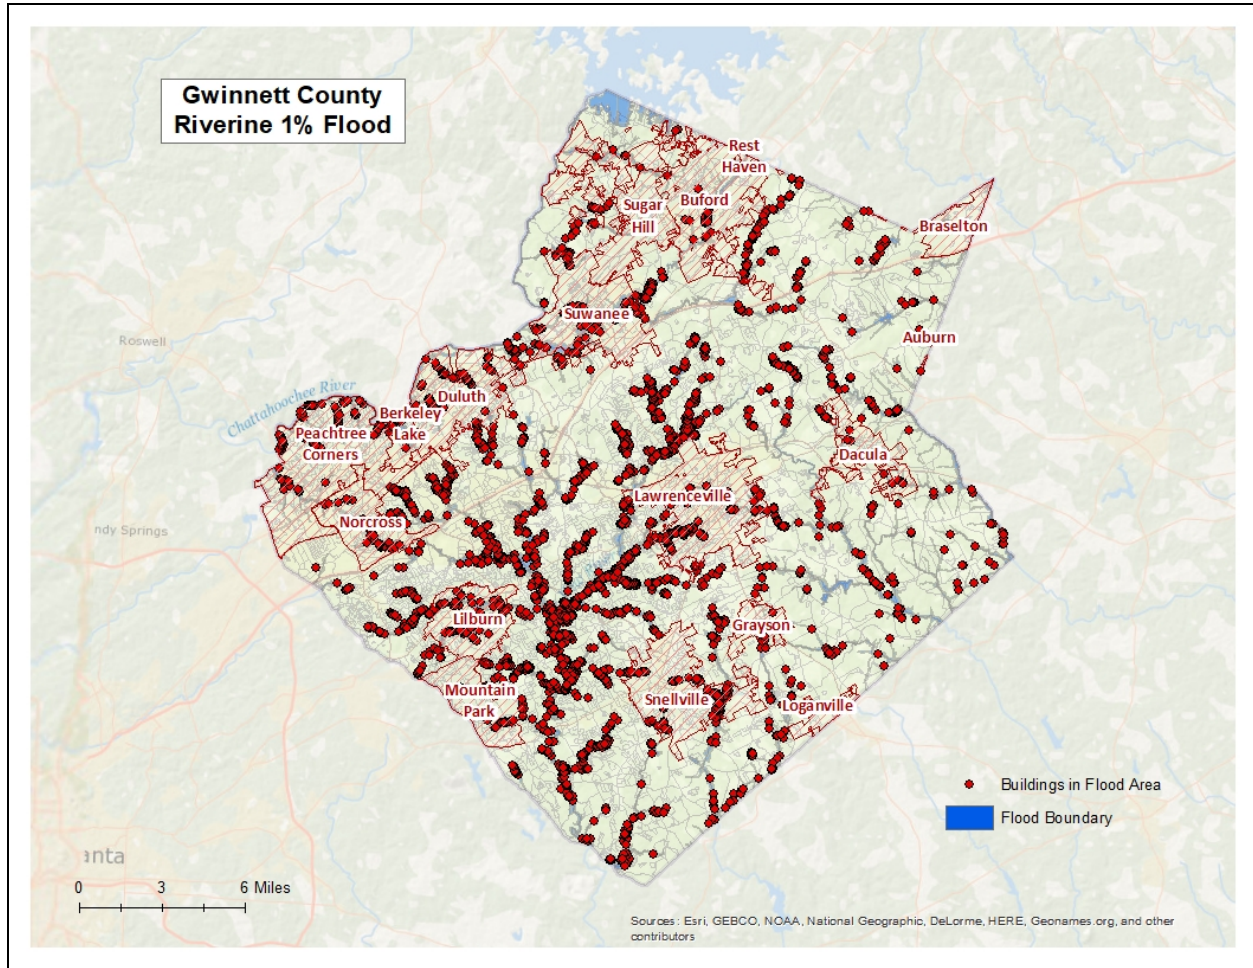 Gwinnett County
Riverine 1% Flood
Rest
Haven
Sugar
Hill
Buford
Braselton
Suwanee
Auburn
Roswell
Chattahoochee River
Duluth
Berkeley
Lake
Peachtree
Corners
Dacula
Lawrenceville
Norcross
ndy Springs
Lilburn
Grayson
Mountain
Park
Snellville
Loganville
Buildings in Flood Area
Flood Boundary
anta
0 3 6 Miles
Sources: Esri, GEBCO, NOAA, National Geographic, DeLorme, HERE, Geonames.org, and other
contributors